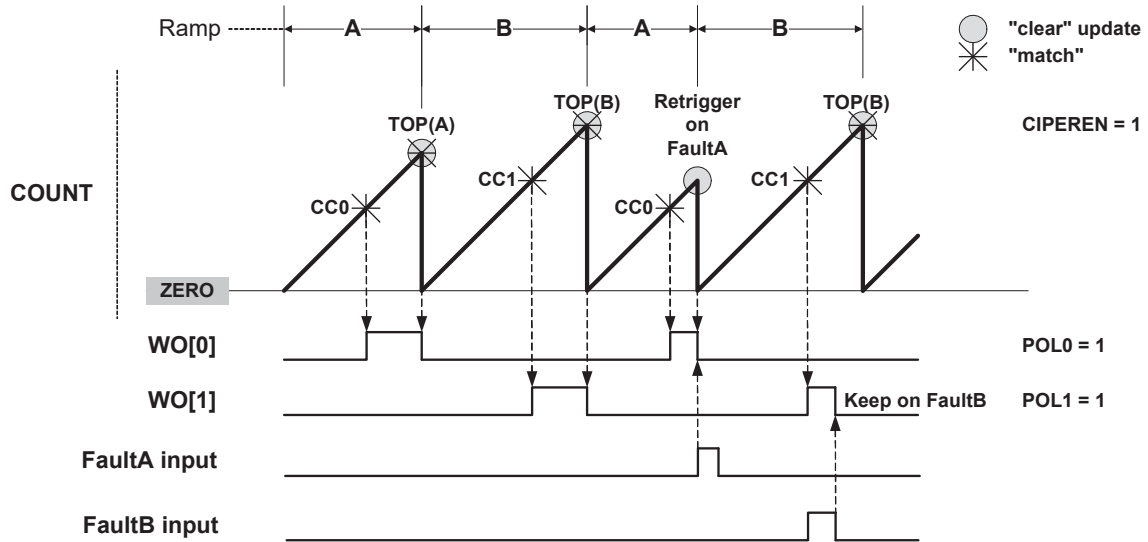 Ramp
A
B
A
B
"clear" update
"match"
TOP(A)
TOP(B)
Retrigger
on
FaultA
TOP(B)
CIPEREN = 1
COUNT
CC0
CC1
CC0
CC1
ZERO
WO[0]
POL0 = 1
WO[1]
Keep on FaultB
POL1 = 1
FaultA input
FaultB input